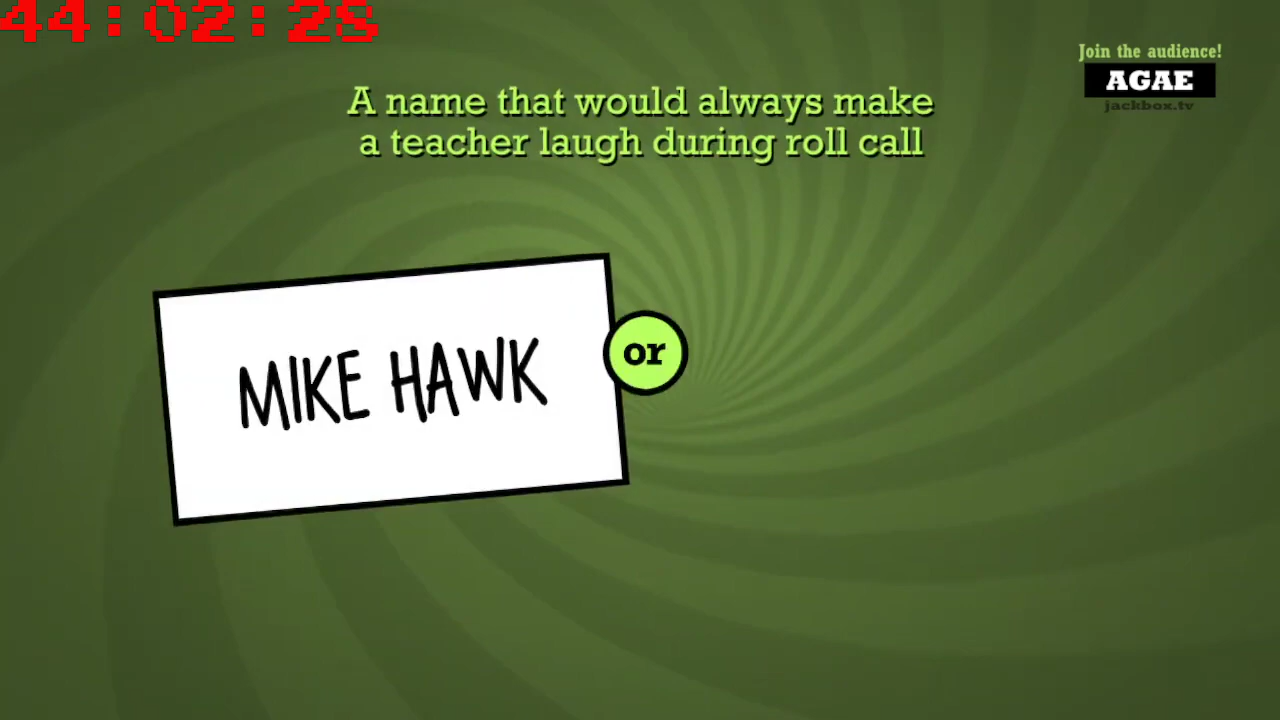 44:02:28
Join the audience!
AGAE
jackbox.tv
A name that would always make
a teacher laugh during roll call
MIKE HAWK
or